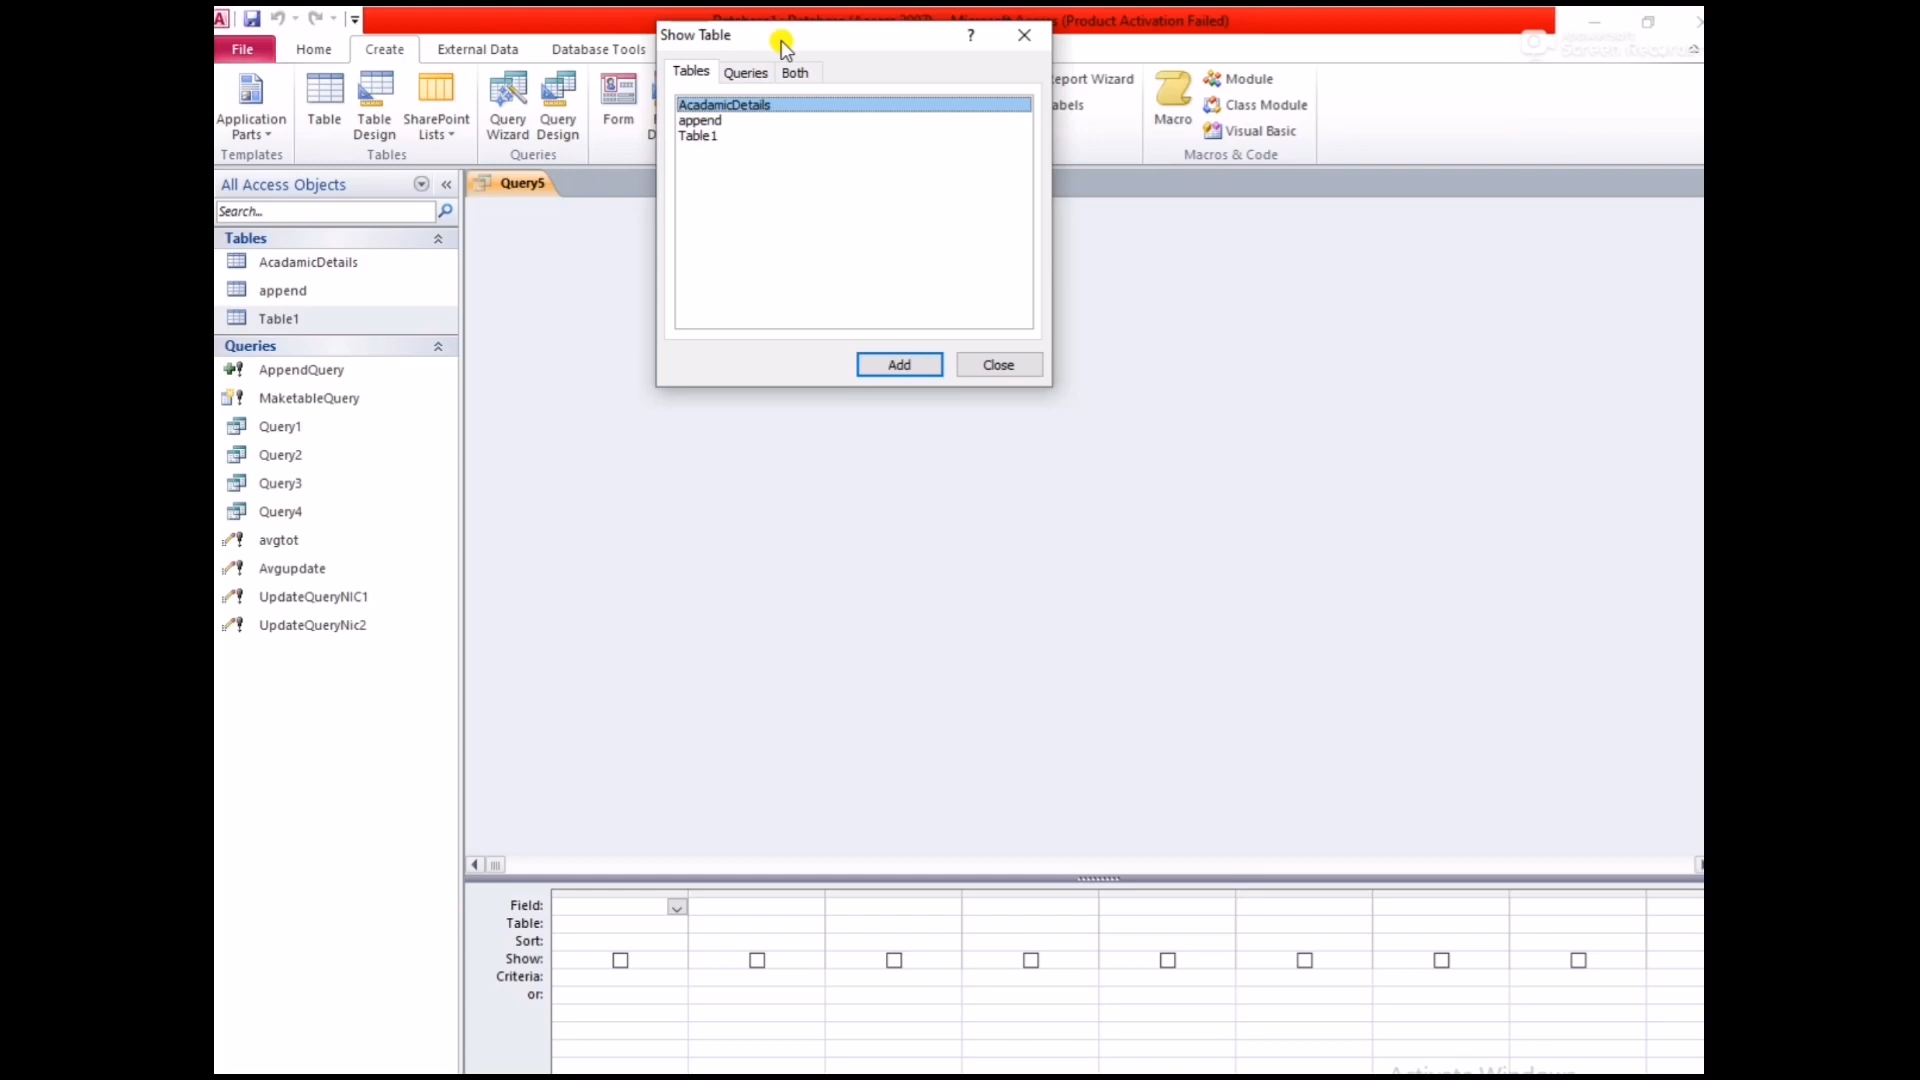 (Product Activation Failed)
Show Table
?
File
Home
Create
External Data
Database Tools
Tables
Queries
Both
AcadamicDetails
append
Table1
Add
Close
Application
Parts
Templates
Table
Table
Design
SharePoint
Lists
Tables
Query
Wizard
Query
Design
Queries
Form
eport Wizard
abels
Macro
Module
Class Module
Visual Basic
Macros & Code
All Access Objects
Search...
Query5
Tables
AcadamicDetails
append
Table1
Queries
AppendQuery
MaketableQuery
Query1
Query2
Query3
Query4
avgtot
Avgupdate
UpdateQueryNIC1
UpdateQueryNic2
Field:
Table:
Sort:
Show:
Criteria:
or: